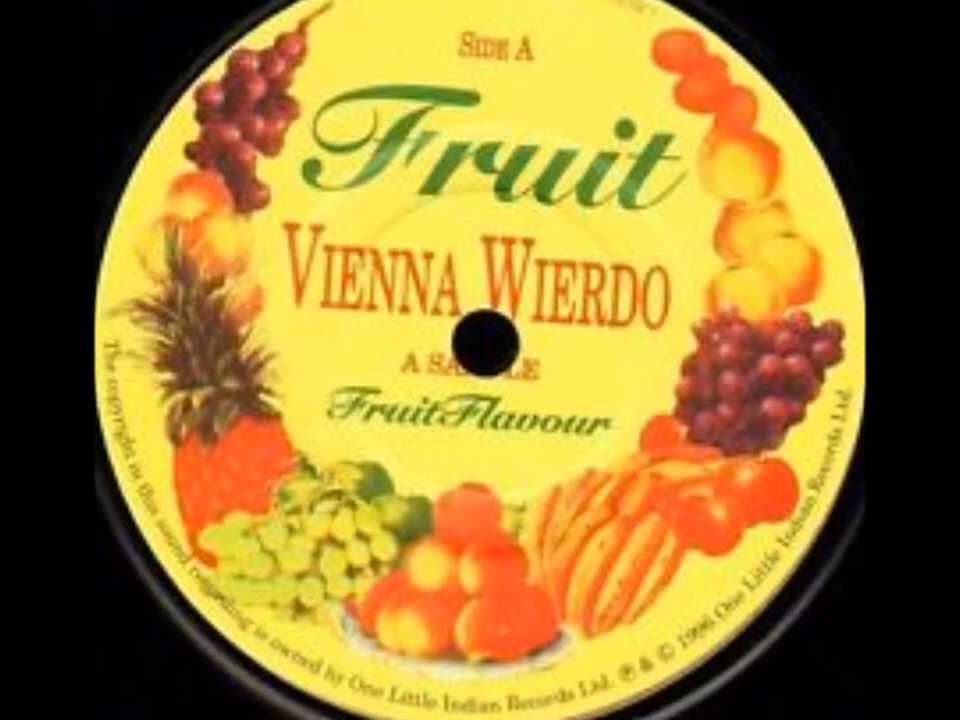 SIDE A
Fruit
VIENNA WIERDO
A
FruitFlavour
The copyright in this sound recording is owned by One Little Indian Records Ltd. ℗ & © 1996 One Little Indian Records Ltd.